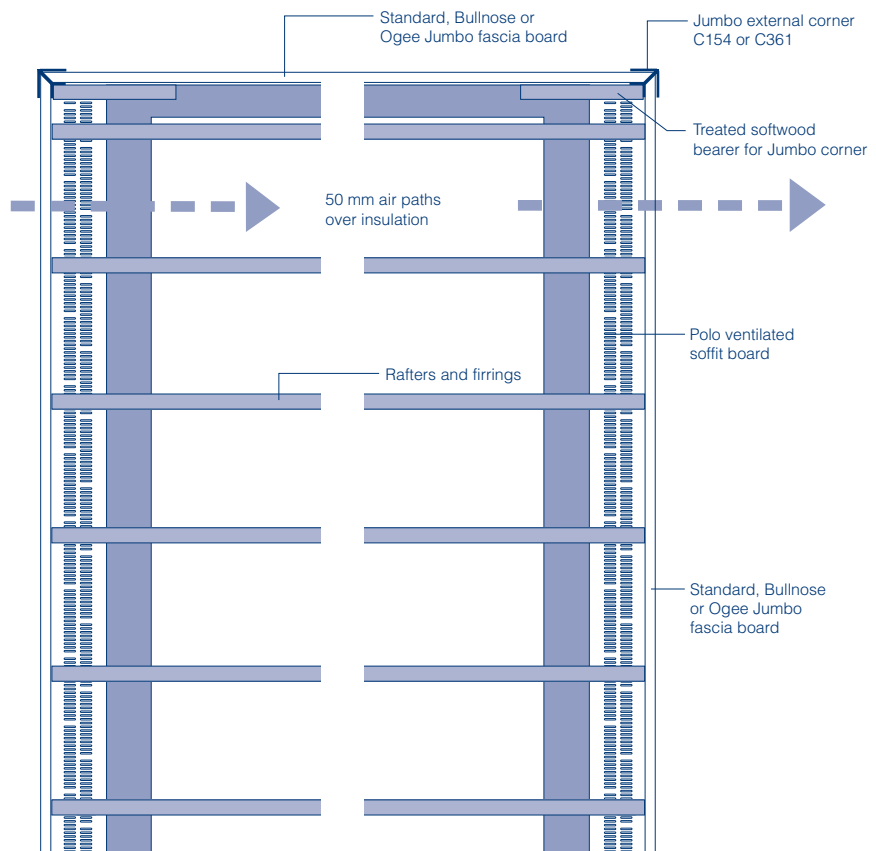 Standard, Bullnose or
Ogee Jumbo fascia board
Jumbo external corner
C154 or C361
Treated softwood
bearer for Jumbo corner
50 mm air paths
over insulation
Polo ventilated
soffit board
Rafters and firrings
Standard, Bullnose
or Ogee Jumbo
fascia board